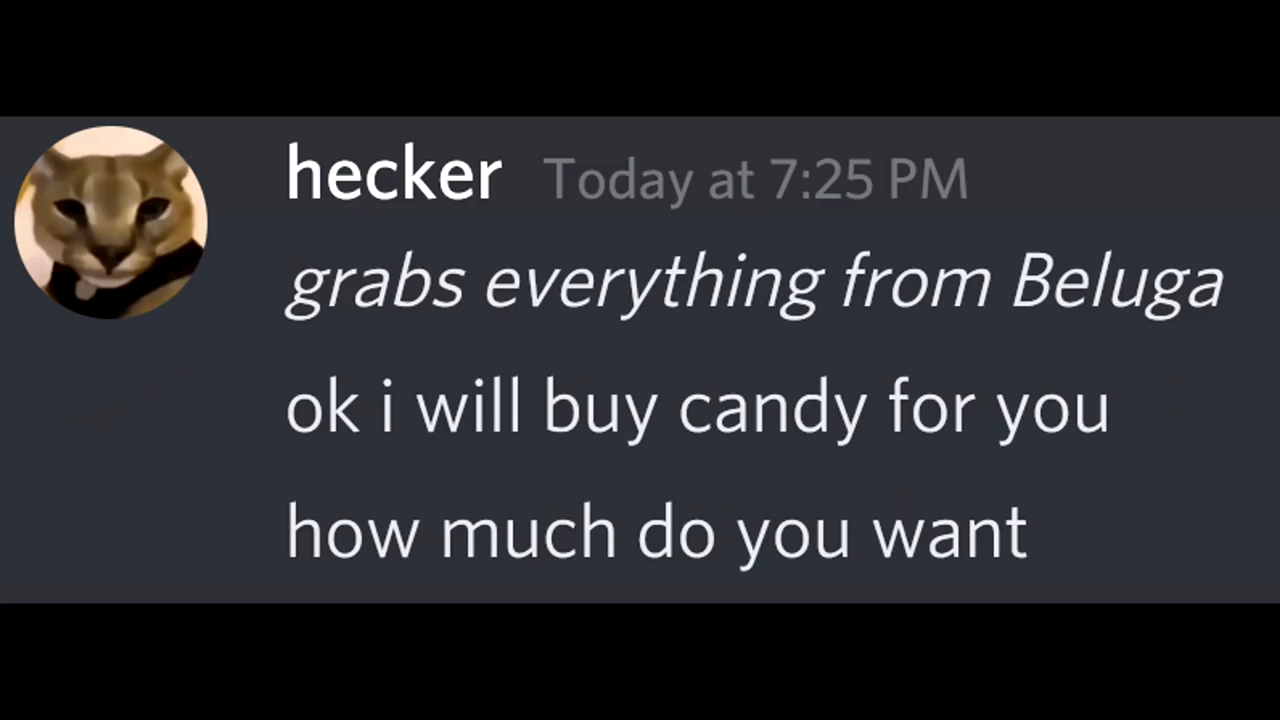 hecker Today at 7:25 PM
grabs everything from Beluga
ok i will buy candy for you
how much do you want